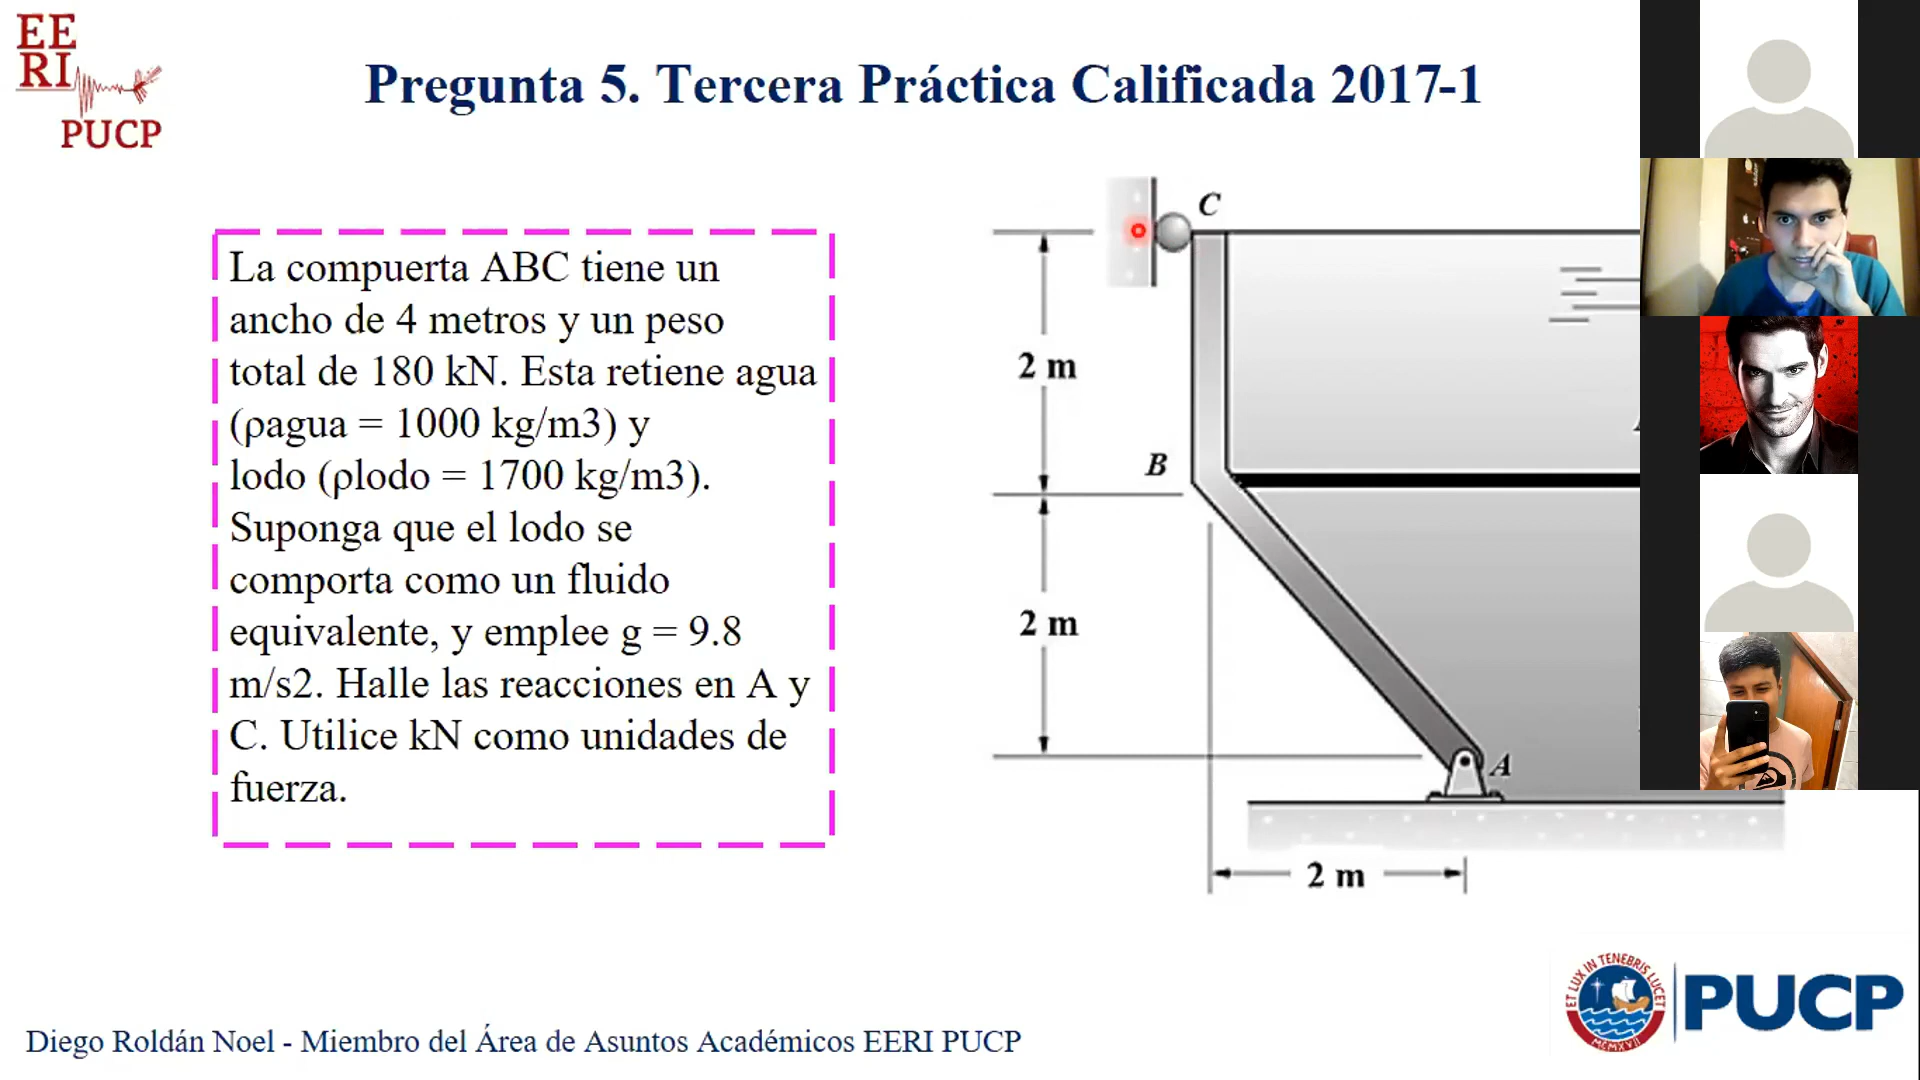 EE
RI
PUCP
Pregunta 5. Tercera Práctica Calificada 2017-1
La compuerta ABC tiene un
ancho de 4 metros y un peso
total de 180 kN. Esta retiene agua
(ρagua = 1000 kg/m3) y
lodo (ρlodo = 1700 kg/m3).
Suponga que el lodo se
comporta como un fluido
equivalente, y emplee g = 9.8
m/s2. Halle las reacciones en A y
C. Utilice kN como unidades de
fuerza.
C
2 m
B
2 m
A
2 m
ET LUX IN TENEBRIS LUCET
MCMXVII
PUCP
Diego Roldán Noel - Miembro del Área de Asuntos Académicos EERI PUCP